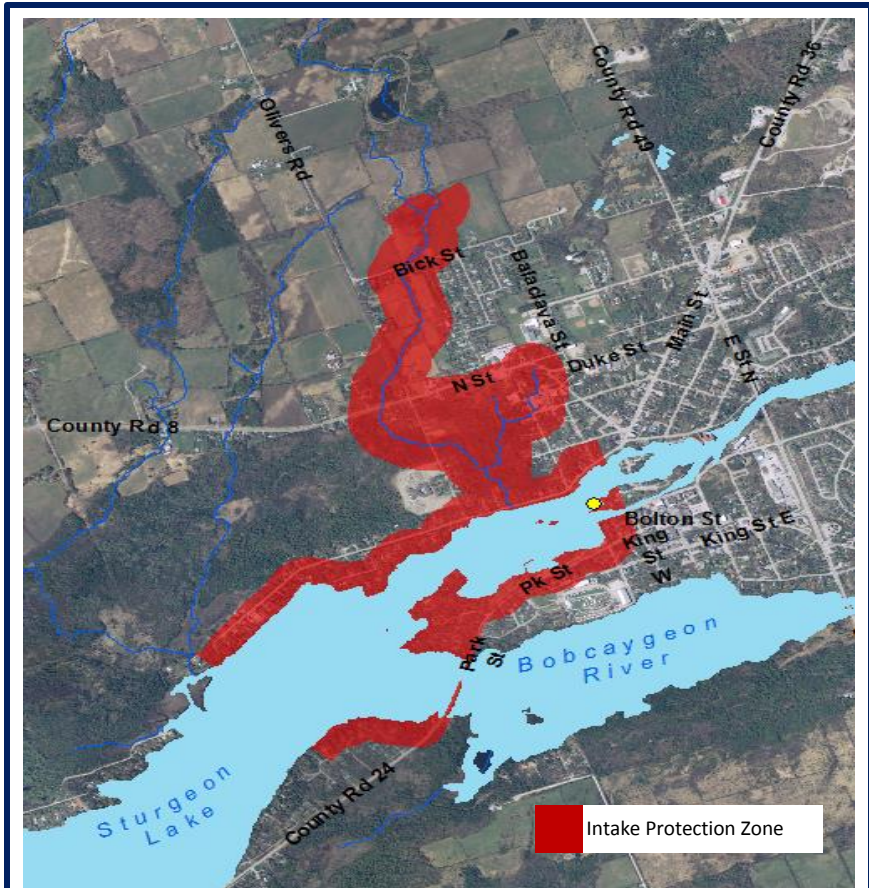 County Rd 36
County Rd 49
Olivers Rd
Bick St
Balaclava St
Main St
Duke St
E St N
N St
County Rd 8
Bolton St
King St E
King
St
W
Pk St
Park
St
Bobcaygeon
River
Sturgeon
Lake
County Rd 24
Intake Protection Zone